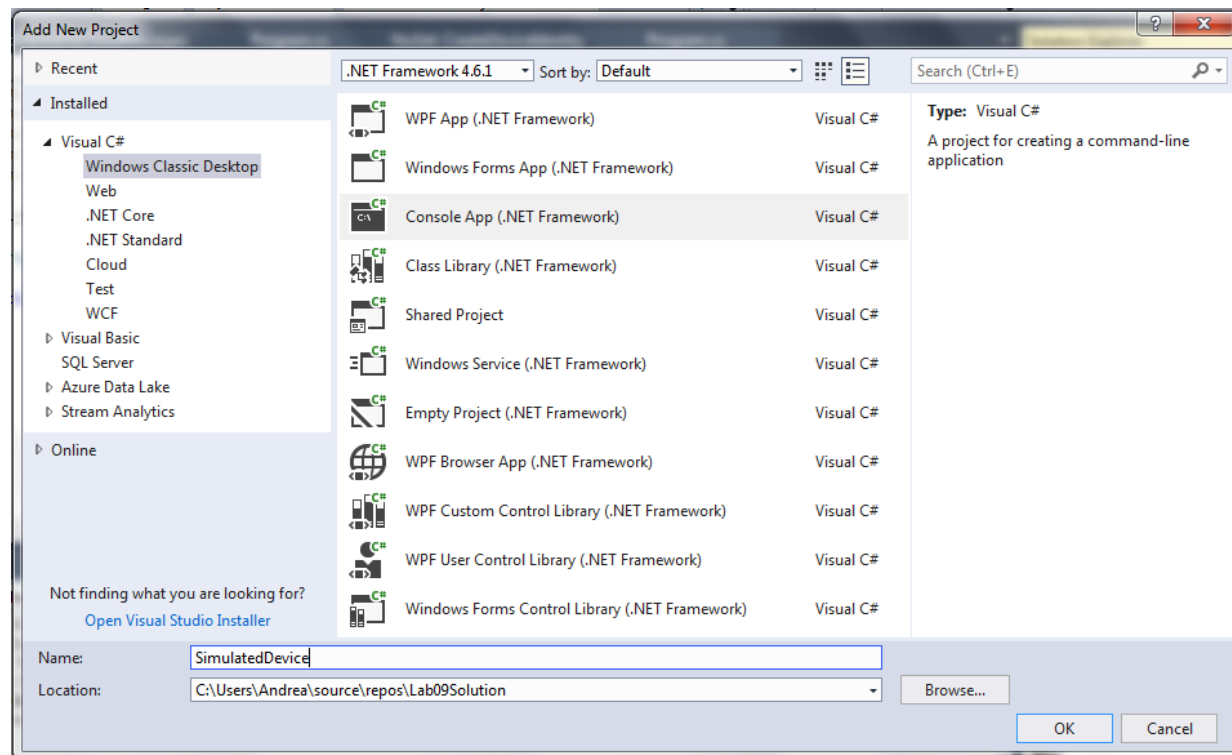 Add New Project
Recent
Installed
Visual C#
Windows Classic Desktop
Web
.NET Core
.NET Standard
Cloud
Test
WCF
Visual Basic
SQL Server
Azure Data Lake
Stream Analytics
Online
Not finding what you are looking for?
Open Visual Studio Installer
.NET Framework 4.6.1 Sort by: Default
C# WPF App (.NET Framework) Visual C#
C# Windows Forms App (.NET Framework) Visual C#
C# C:\ Console App (.NET Framework) Visual C#
C# Class Library (.NET Framework) Visual C#
C# Shared Project Visual C#
C# Windows Service (.NET Framework) Visual C#
C# Empty Project (.NET Framework) Visual C#
C# WPF Browser App (.NET Framework) Visual C#
C# WPF Custom Control Library (.NET Framework) Visual C#
C# WPF User Control Library (.NET Framework) Visual C#
C# Windows Forms Control Library (.NET Framework) Visual C#
Search (Ctrl+E)
Type: Visual C#
A project for creating a command-line
application
Name: SimulatedDevice
Location: C:\Users\Andrea\source\repos\Lab09Solution Browse...
OK Cancel